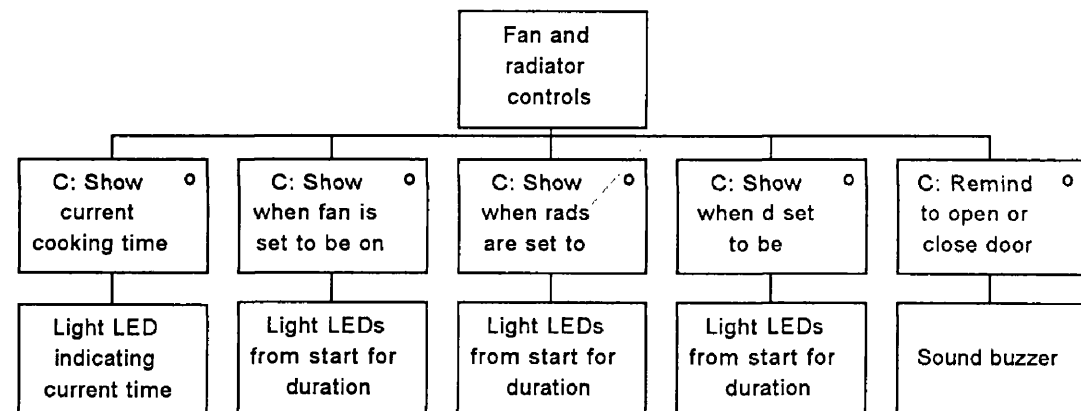 Fan and
radiator
controls
C: Show o
current
cooking time
C: Show o
when fan is
set to be on
C: Show o
when rads
are set to
C: Show o
when d set
to be
C: Remind o
to open or
close door
Light LED
indicating
current time
Light LEDs
from start for
duration
Light LEDs
from start for
duration
Light LEDs
from start for
duration
Sound buzzer